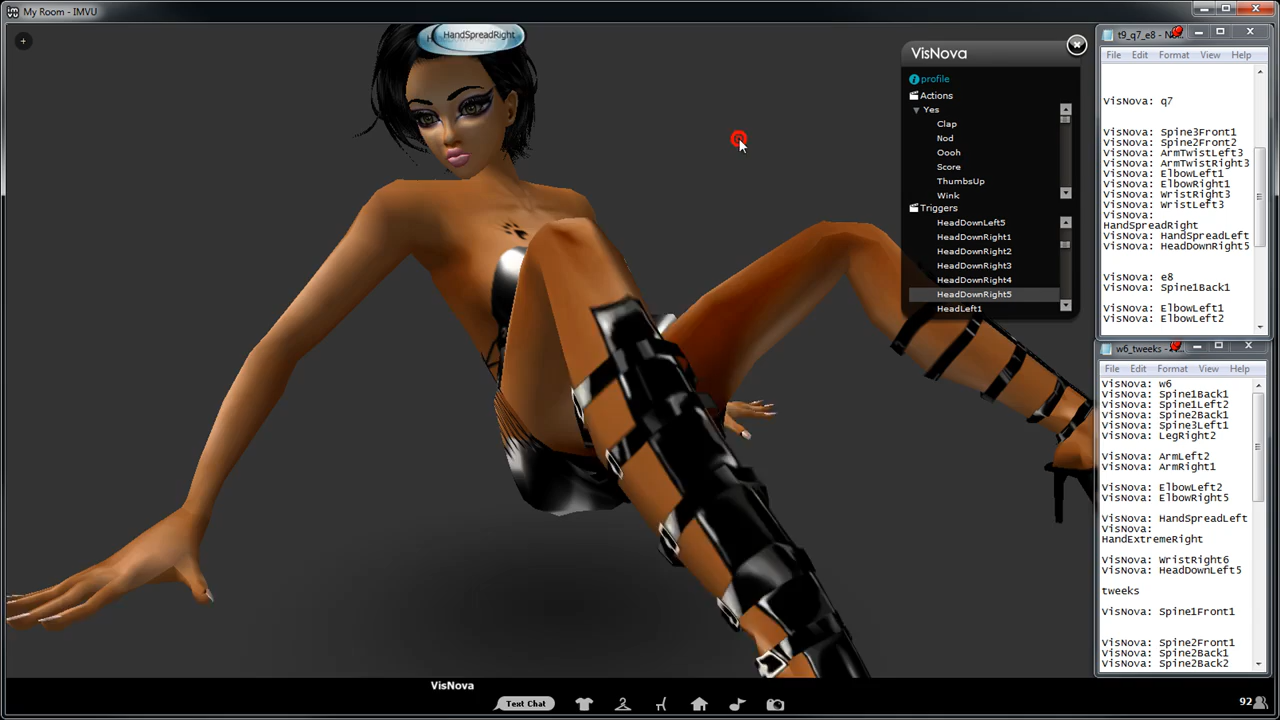 My Room - IMVU
HandSpreadRight
VisNova
profile
Actions
Yes
Clap
Nod
Oooh
Score
ThumbsUp
Wink
Triggers
HeadDownLeft5
HeadDownRight1
HeadDownRight2
HeadDownRight3
HeadDownRight4
HeadDownRight5
HeadLeft1
t9_q7_e8 -
File Edit Format View Help
VisNova: q7
VisNova: Spine3Front1
VisNova: Spine2Front2
VisNova: ArmTwistLeft3
VisNova: ArmTwistRight3
VisNova: ElbowLeft1
VisNova: ElbowRight1
VisNova: WristRight3
VisNova: WristLeft3
VisNova:
HandSpreadRight
VisNova: HandSpreadLeft
VisNova: HeadDownRight5
VisNova: e8
VisNova: Spine1Back1
VisNova: ElbowLeft1
VisNova: ElbowLeft2
w6_tweeks -
File Edit Format View Help
VisNova: w6
VisNova: Spine1Back1
VisNova: Spine1Left2
VisNova: Spine2Back1
VisNova: Spine3Left1
VisNova: LegRight2
VisNova: ArmLeft2
VisNova: ArmRight1
VisNova: ElbowLeft2
VisNova: ElbowRight5
VisNova: HandSpreadLeft
VisNova:
HandExtremeRight
VisNova: WristRight6
VisNova: HeadDownLeft5
tweeks
VisNova: Spine1Front1
VisNova: Spine2Front1
VisNova: Spine2Back1
VisNova: Spine2Back2
VisNova
Text Chat
92